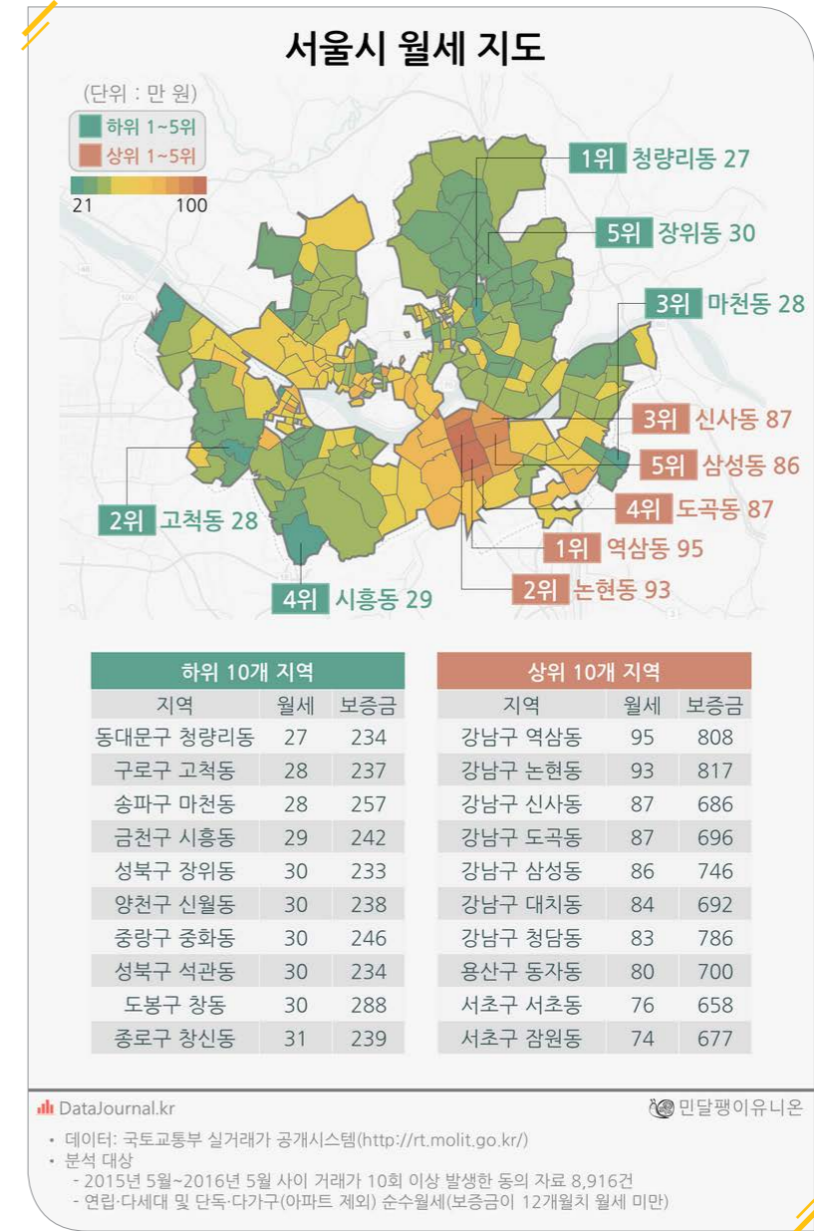 서울시 월세 지도
(단위 : 만 원)
하위 1~5위
상위 1~5위
21 100
1위 청량리동 27
5위 장위동 30
3위 마천동 28
3위 신사동 87
5위 삼성동 86
4위 도곡동 87
1위 역삼동 95
2위 논현동 93
2위 고척동 28
4위 시흥동 29
하위 10개 지역
지역 월세 보증금
동대문구 청량리동 27 234
구로구 고척동 28 237
송파구 마천동 28 257
금천구 시흥동 29 242
성북구 장위동 30 233
양천구 신월동 30 238
중랑구 중화동 30 246
성북구 석관동 30 234
도봉구 창동 30 288
종로구 창신동 31 239
상위 10개 지역
지역 월세 보증금
강남구 역삼동 95 808
강남구 논현동 93 817
강남구 신사동 87 686
강남구 도곡동 87 696
강남구 삼성동 86 746
강남구 대치동 84 692
강남구 청담동 83 786
용산구 동자동 80 700
서초구 서초동 76 658
서초구 잠원동 74 677
DataJournal.kr
민달팽이유니온
• 데이터: 국토교통부 실거래가 공개시스템(http://rt.molit.go.kr/)
• 분석 대상
- 2015년 5월~2016년 5월 사이 거래가 10회 이상 발생한 동의 자료 8,916건
- 연립·다세대 및 단독·다가구(아파트 제외) 순수월세(보증금이 12개월치 월세 미만)